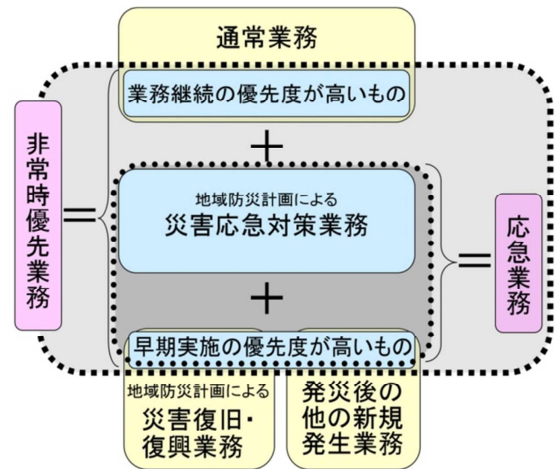 通常業務
業務継続の優先度が高いもの
+
非常時優先業務
=
地域防災計画による
災害応急対策業務
=
応急業務
+
早期実施の優先度が高いもの
地域防災計画による
災害復旧・
復興業務
発災後の
他の新規
発生業務